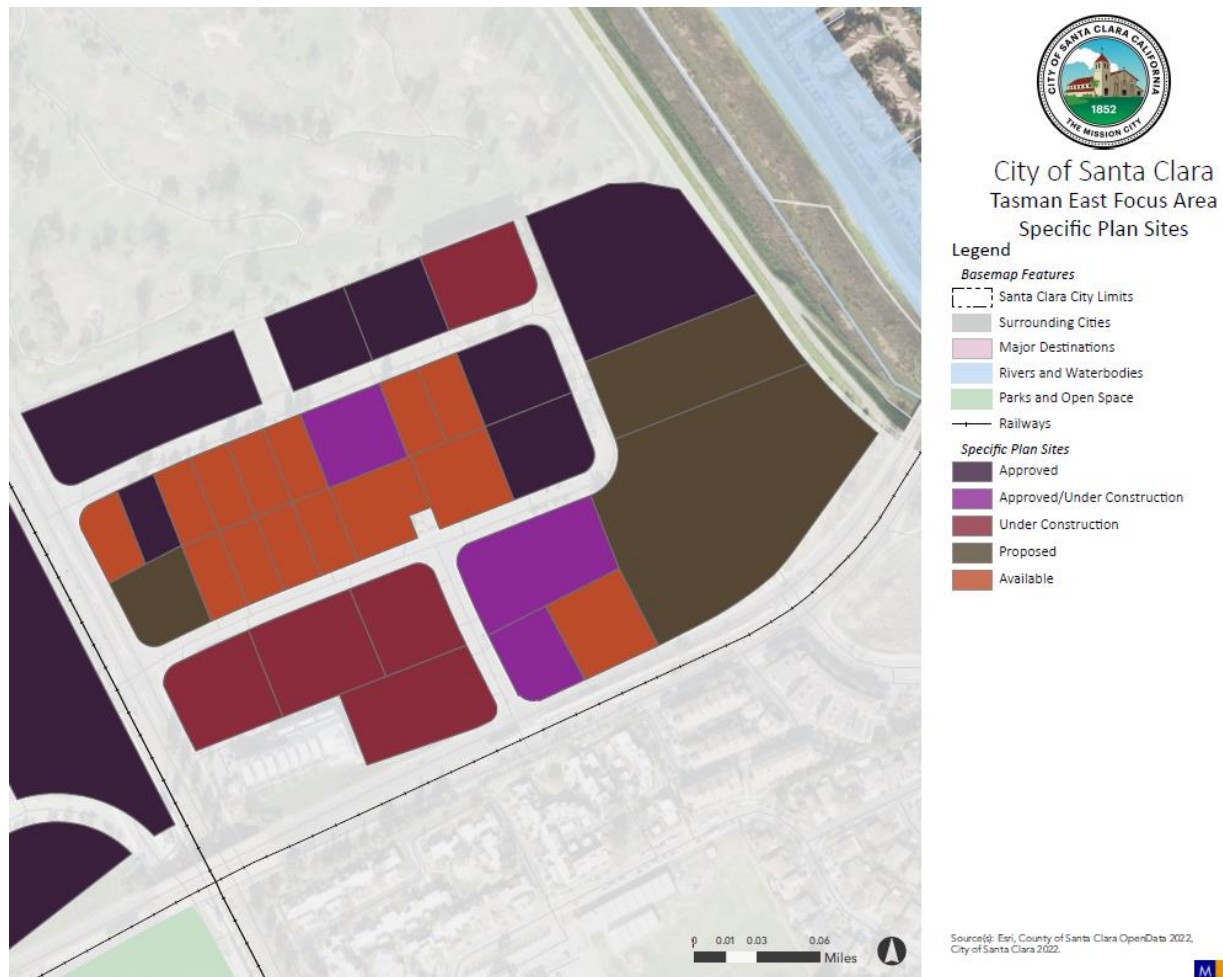 CITY OF SANTA CLARA CALIFORNIA
1852
THE MISSION CITY
City of Santa Clara
Tasman East Focus Area
Specific Plan Sites
Legend
Basemap Features
Santa Clara City Limits
Surrounding Cities
Major Destinations
Rivers and Waterbodies
Parks and Open Space
Railways
Specific Plan Sites
Approved
Approved/Under Construction
Under Construction
Proposed
Available
0 0.01 0.03 0.06
Miles
Source(s): Esri, County of Santa Clara OpenData 2022,
City of Santa Clara 2022.
M